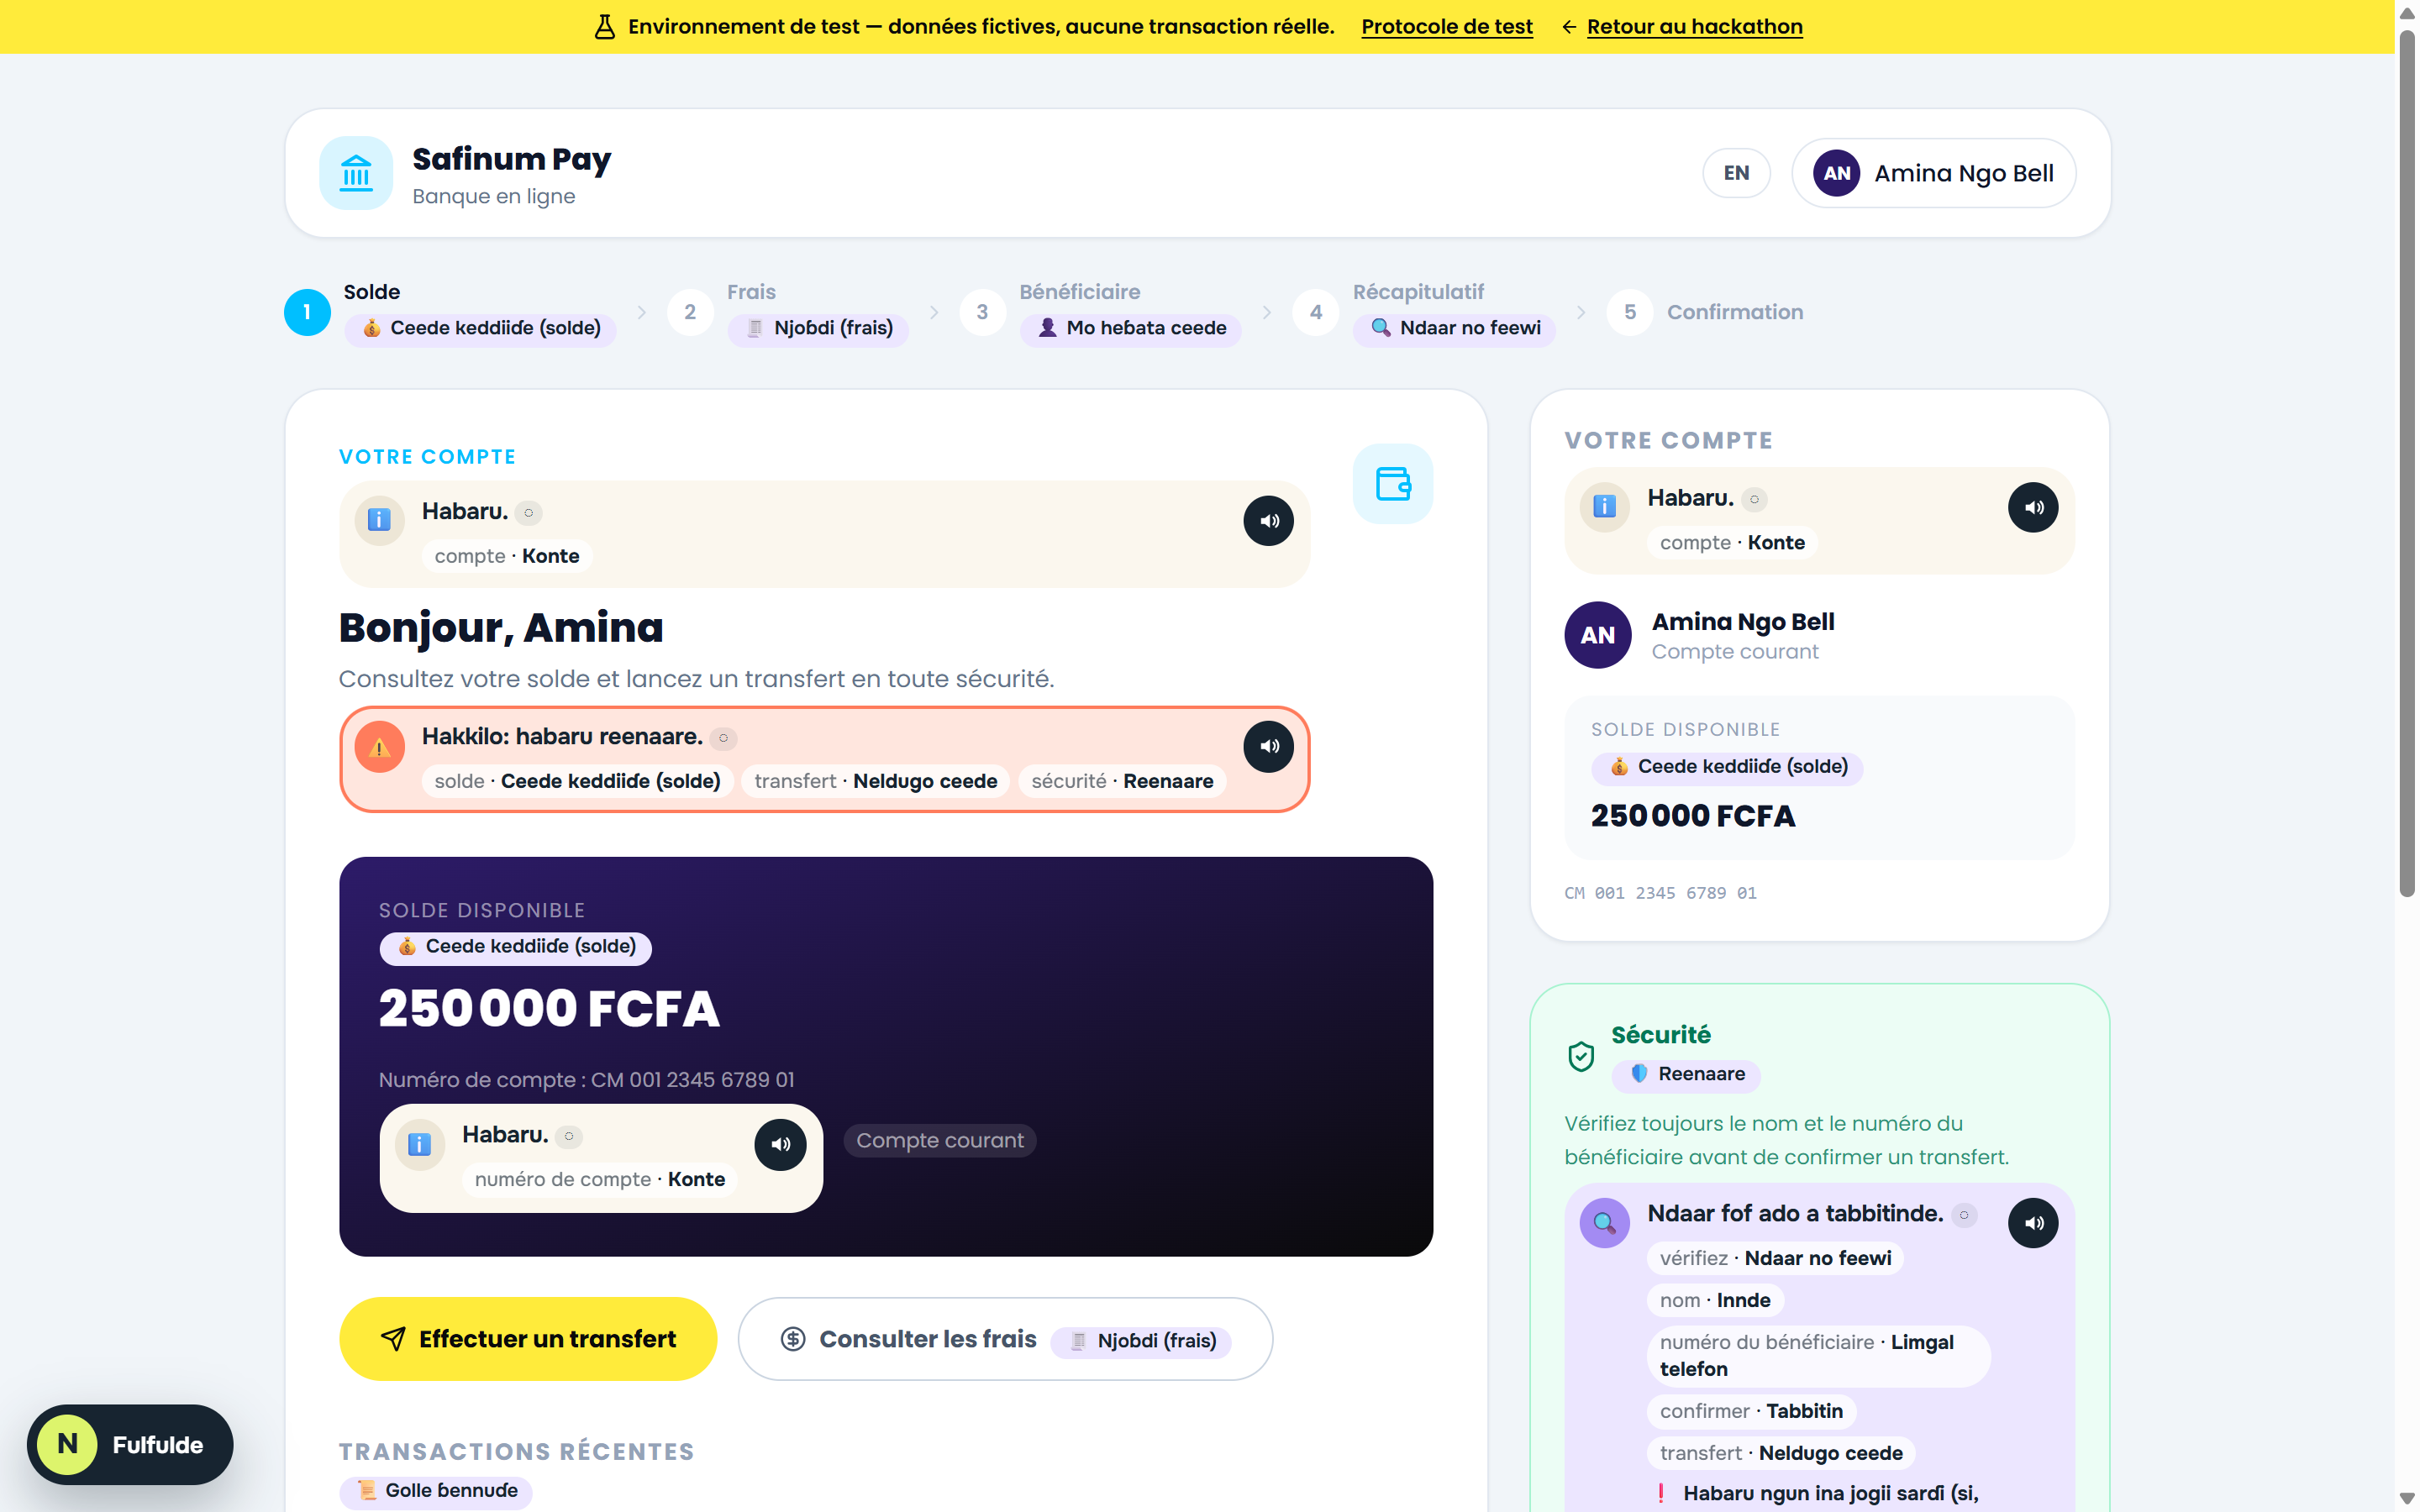 Environnement de test — données fictives, aucune transaction réelle. Protocole de test ← Retour au hackathon
Safinum Pay
Banque en ligne
EN
AN Amina Ngo Bell
1 Solde
💰 Ceede keddiiɗe (solde)
2 Frais
🧾 Njoɓdi (frais)
3 Bénéficiaire
👤 Mo heɓata ceede
4 Récapitulatif
🔍 Ndaar no feewi
5 Confirmation
VOTRE COMPTE
Habaru.
compte · Konte
Bonjour, Amina
Consultez votre solde et lancez un transfert en toute sécurité.
Hakkilo: habaru reenaare.
solde · Ceede keddiiɗe (solde) transfert · Neldugo ceede sécurité · Reenaare
SOLDE DISPONIBLE
💰 Ceede keddiiɗe (solde)
250 000 FCFA
Numéro de compte : CM 001 2345 6789 01
Habaru.
numéro de compte · Konte
Compte courant
Effectuer un transfert
Consulter les frais 🧾 Njoɓdi (frais)
TRANSACTIONS RÉCENTES
📜 Golle ɓennuɗe
VOTRE COMPTE
Habaru.
compte · Konte
AN
Amina Ngo Bell
Compte courant
SOLDE DISPONIBLE
💰 Ceede keddiiɗe (solde)
250 000 FCFA
CM 001 2345 6789 01
Sécurité
🛡️ Reenaare
Vérifiez toujours le nom et le numéro du
bénéficiaire avant de confirmer un transfert.
Ndaar fof ado a tabbitinde.
vérifiez · Ndaar no feewi
nom · Innde
numéro du bénéficiaire · Limgal
telefon
confirmer · Tabbitin
transfert · Neldugo ceede
❗ Habaru ngun ina jogii sarɗi (si,
N Fulfulde